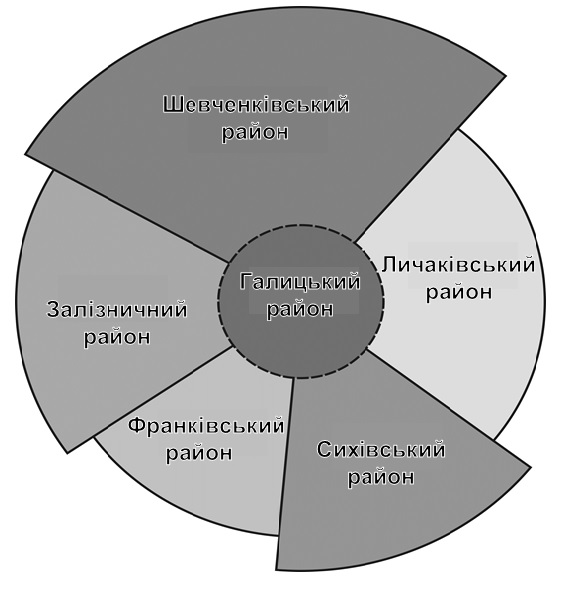 Шевченківський
район
Личаківський
район
Галицький
район
Залізничний
район
Франківський
район
Сихівський
район